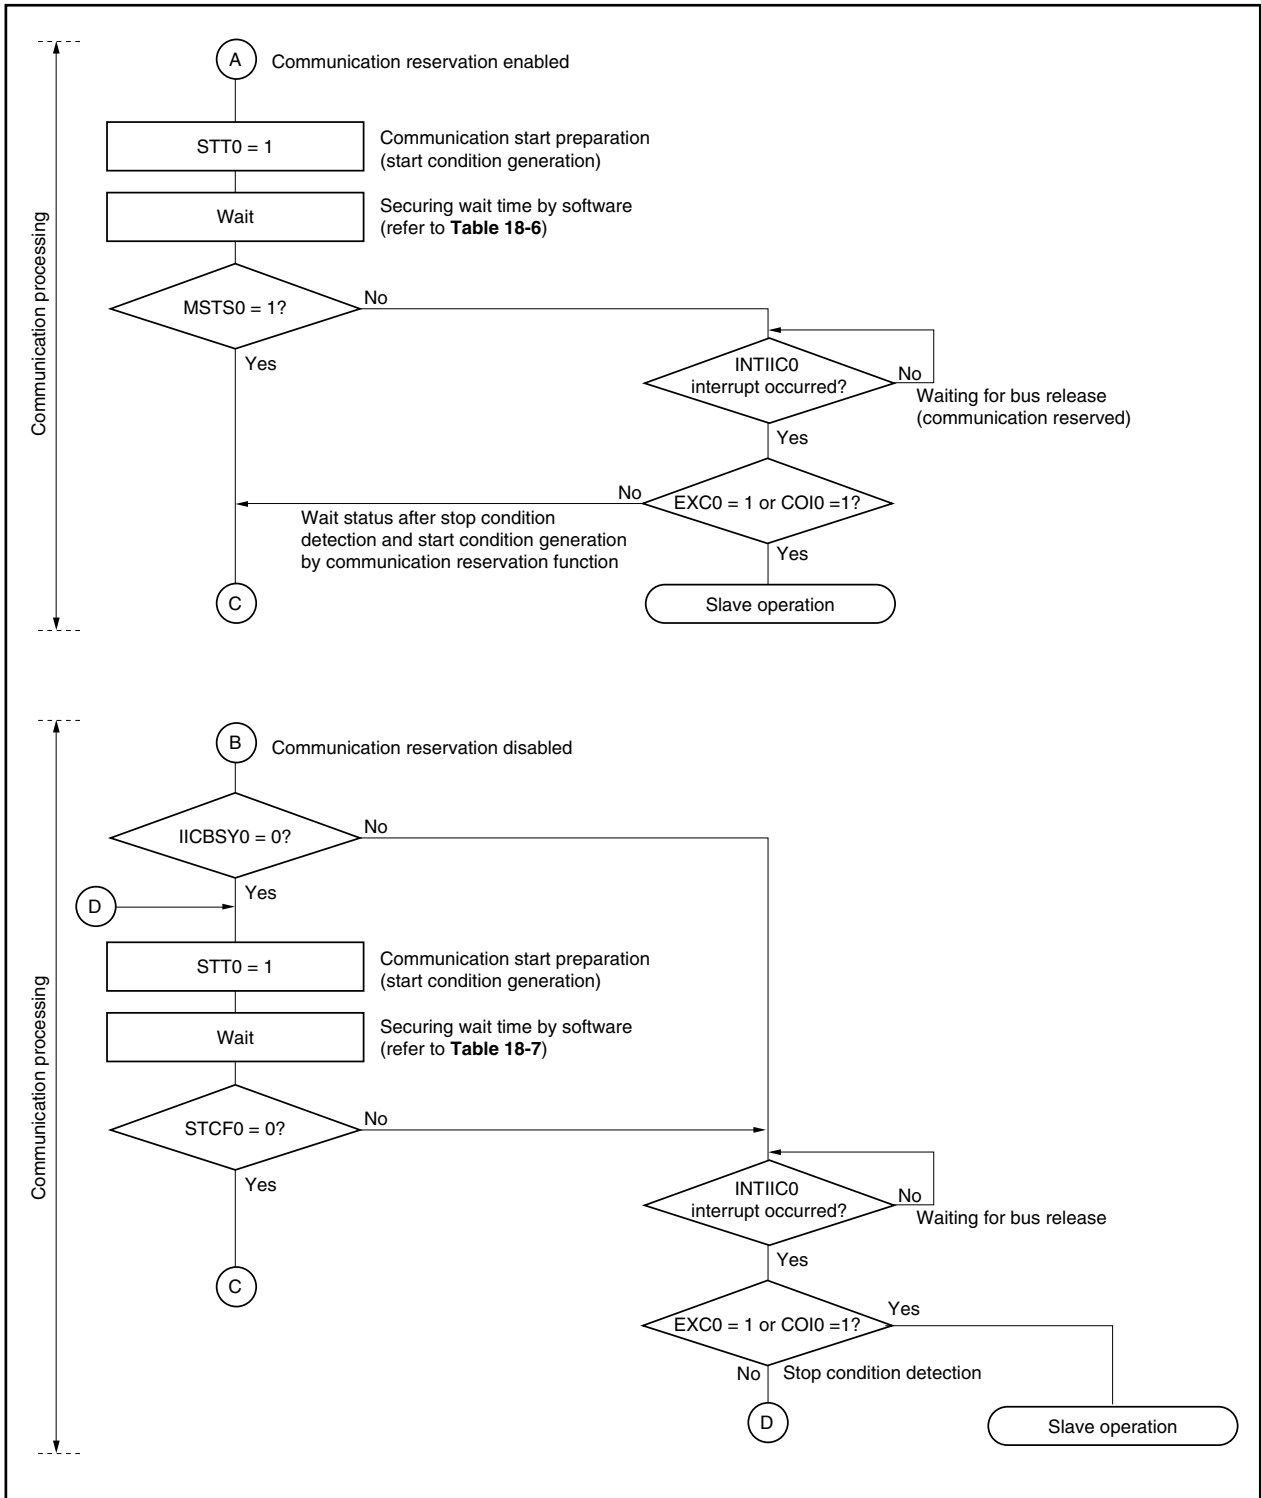 A
Communication reservation enabled
STT0 = 1
Communication start preparation
(start condition generation)
Wait
Securing wait time by software
(refer to Table 18-6)
MSTS0 = 1?
No
Yes
INTIIC0
interrupt occurred?
No
Waiting for bus release
(communication reserved)
Yes
EXC0 = 1 or COI0 =1?
No
Wait status after stop condition
detection and start condition generation
by communication reservation function
Yes
C
Slave operation
Communication processing
B
Communication reservation disabled
IICBSY0 = 0?
No
Yes
D
STT0 = 1
Communication start preparation
(start condition generation)
Wait
Securing wait time by software
(refer to Table 18-7)
STCF0 = 0?
No
Yes
INTIIC0
interrupt occurred?
No
Waiting for bus release
Yes
C
EXC0 = 1 or COI0 =1?
Yes
No
Stop condition detection
D
Slave operation
Communication processing